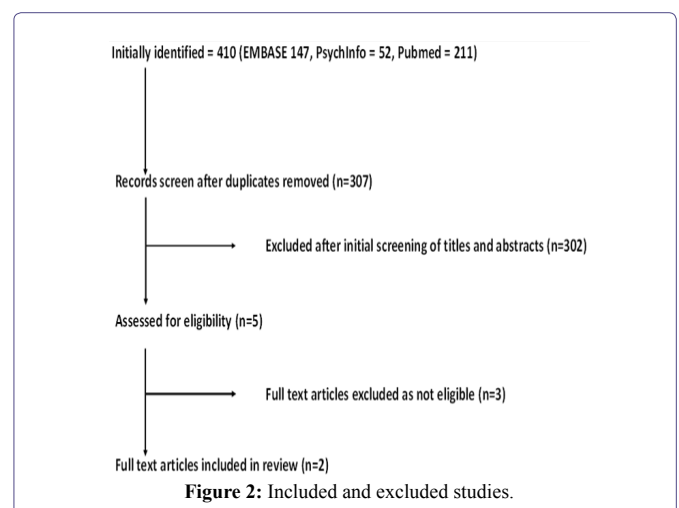 Initially identified = 410 (EMBASE 147, PsychInfo = 52, Pubmed = 211)
Records screen after duplicates removed (n=307)
Excluded after initial screening of titles and abstracts (n=302)
Assessed for eligibility (n=5)
Full text articles excluded as not eligible (n=3)
Full text articles included in review (n=2)
Figure 2: Included and excluded studies.